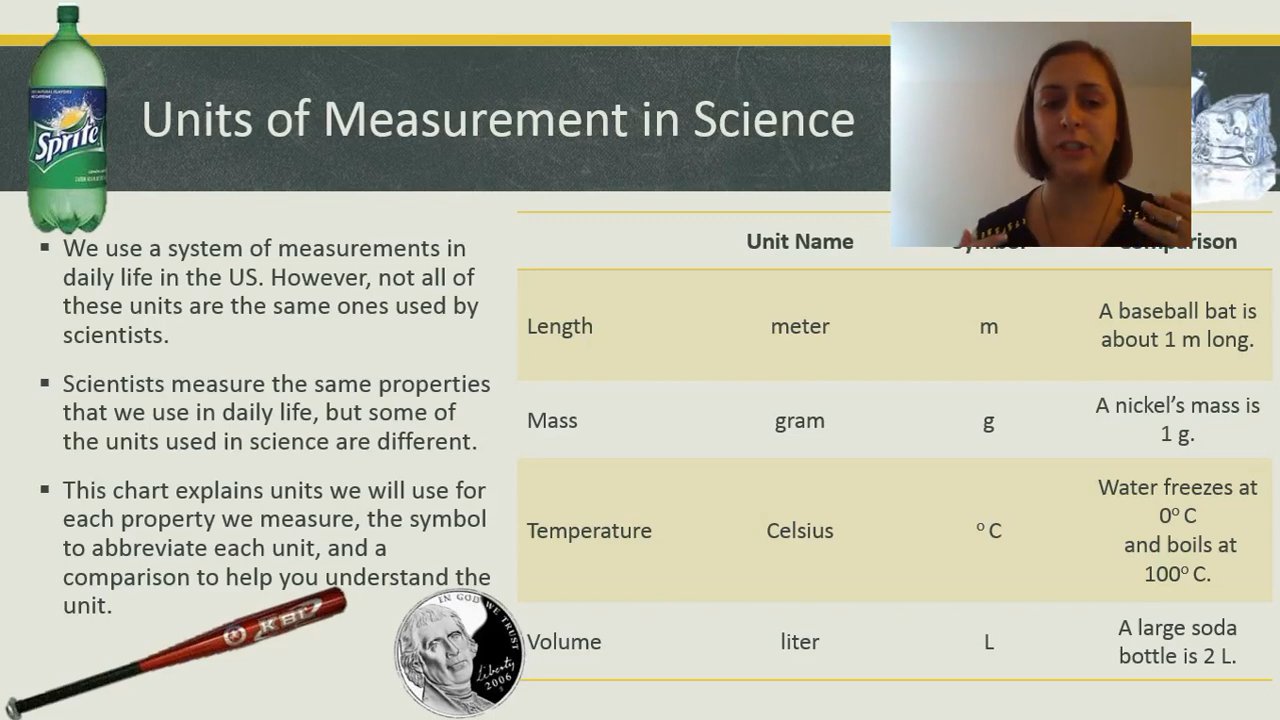 Sprite
Units of Measurement in Science
We use a system of measurements in
daily life in the US. However, not all of
these units are the same ones used by
scientists.
Scientists measure the same properties
that we use in daily life, but some of
the units used in science are different.
This chart explains units we will use for
each property we measure, the symbol
to abbreviate each unit, and a
comparison to help you understand the
unit.
Unit Name Symbol Comparison
Length meter m A baseball bat is
about 1 m long.
Mass gram g A nickel's mass is
1 g.
Temperature Celsius º C Water freezes at
0º C
and boils at
100º C.
Volume liter L A large soda
bottle is 2 L.
IN GOD WE TRUST
Liberty
2006